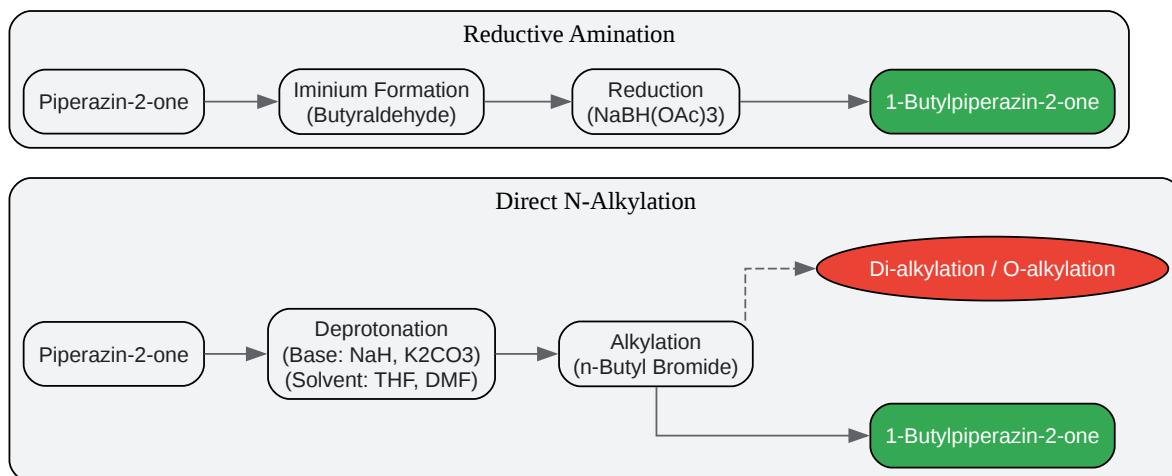 Reductive Amination
Piperazin-2-one
Iminium Formation
(Butyraldehyde)
Reduction
(NaBH(OAc)3)
1-Butylpiperazin-2-one
Direct N-Alkylation
Di-alkylation / O-alkylation
Piperazin-2-one
Deprotonation
(Base: NaH, K2CO3)
(Solvent: THF, DMF)
Alkylation
(n-Butyl Bromide)
1-Butylpiperazin-2-one